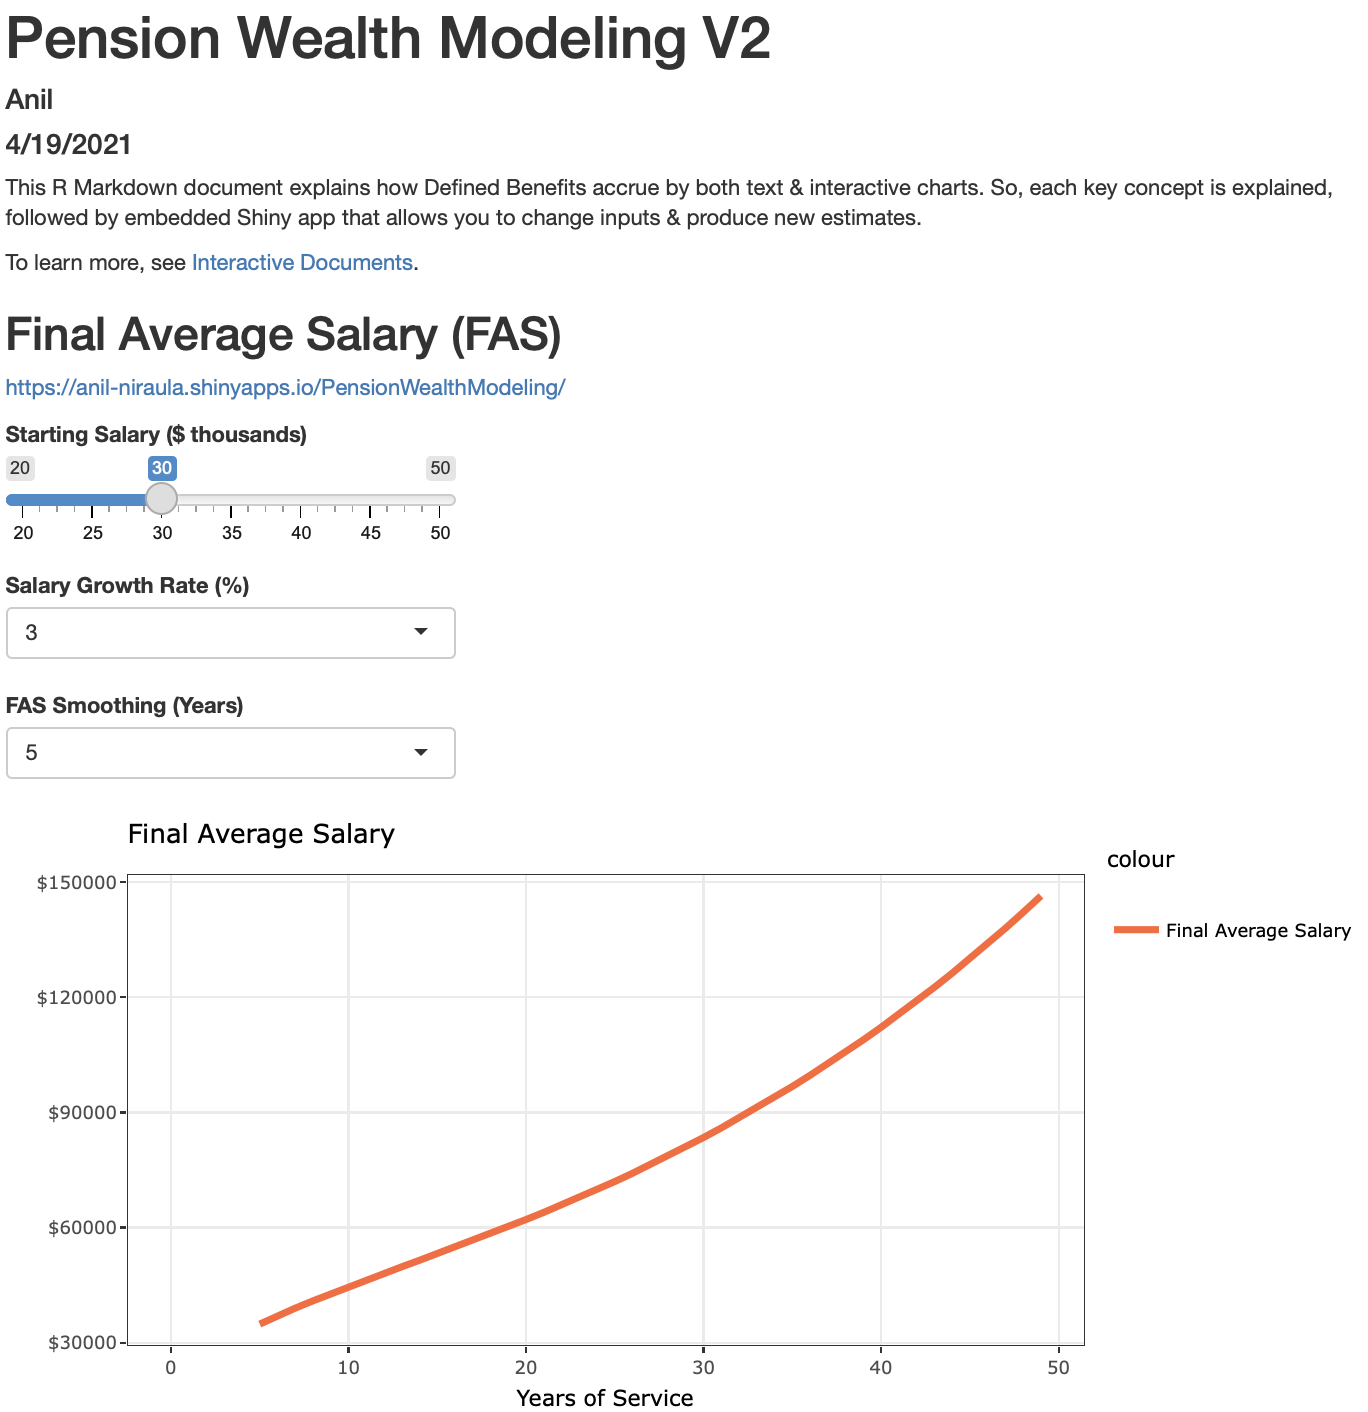 Pension Wealth Modeling V2
Anil
4/19/2021
This R Markdown document explains how Defined Benefits accrue by both text & interactive charts. So, each key concept is explained,
followed by embedded Shiny app that allows you to change inputs & produce new estimates.
To learn more, see Interactive Documents.
Final Average Salary (FAS)
https://anil-niraula.shinyapps.io/PensionWealthModeling/
Starting Salary ($ thousands)
20 30 50
20 25 30 35 40 45 50
Salary Growth Rate (%)
3
FAS Smoothing (Years)
5
Final Average Salary
colour
Final Average Salary
$150000
$120000
$90000
$60000
$30000
0 10 20 30 40 50
Years of Service